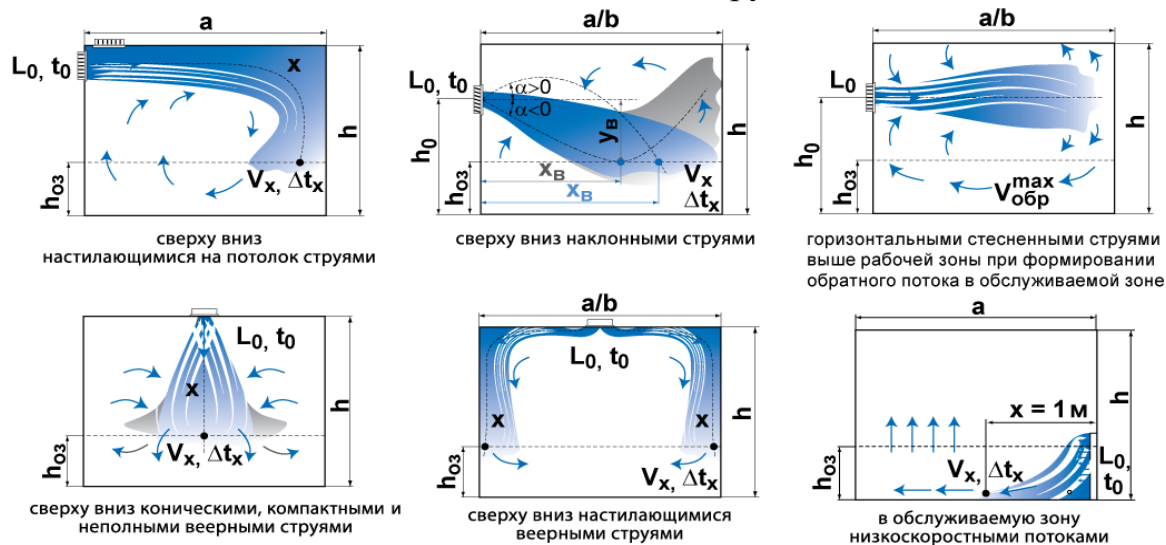 a
L₀, t₀
x
h
h₀₃
Vₓ, Δtₓ
сверху вниз
настилающимися на потолок струями
a/b
L₀, t₀
α>0
α<0
yв
h
h₀
hоз
xв
xв
Vₓ
Δtₓ
сверху вниз наклонными струями
a/b
L₀
h
h₀
hоз
Vобр max
горизонтальными стесненными струями
выше рабочей зоны при формировании
обратного потока в обслуживаемой зоне
L₀, t₀
x
h
hоз
Vₓ, Δtₓ
сверху вниз коническими, компактными и
неполными веерными струями
a/b
L₀, t₀
x
x
h
hоз
Vₓ, Δtₓ
сверху вниз настилающимися
веерными струями
a
h
x = 1 м
hоз
Vₓ, Δtₓ
L₀,
t₀
в обслуживаемую зону
низкоскоростными потоками